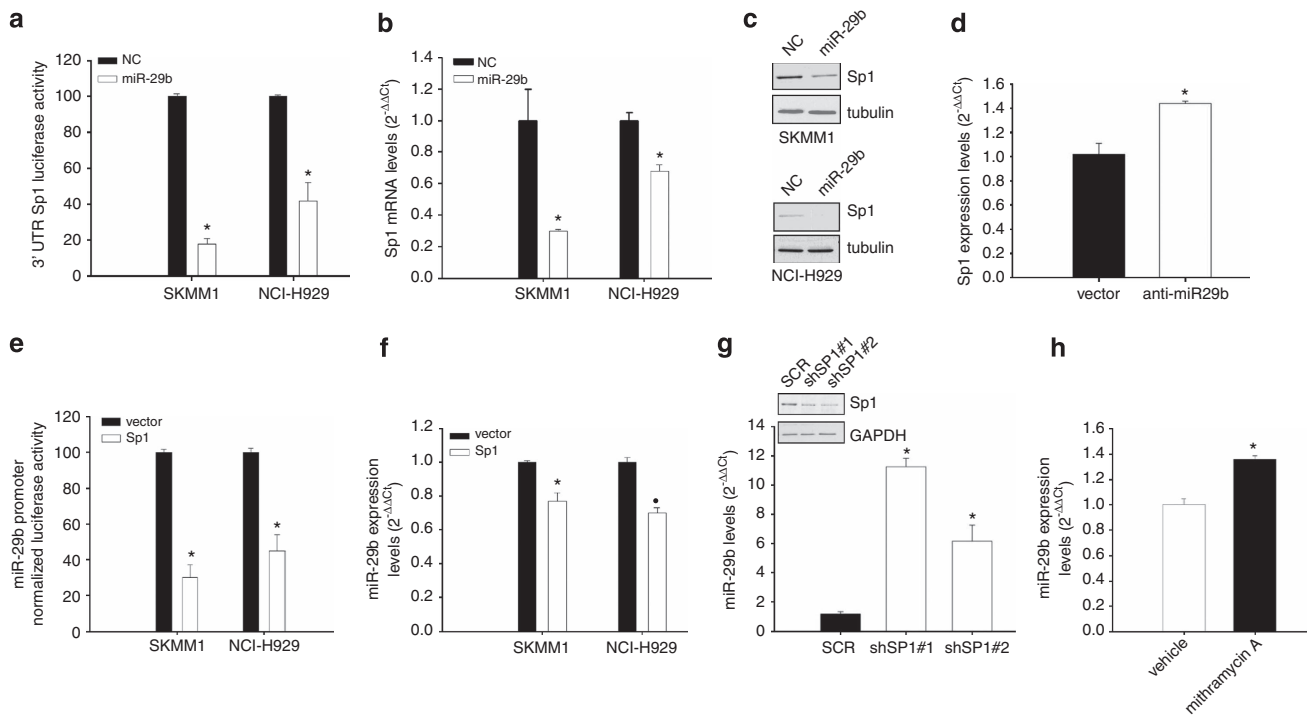 a
3' UTR Sp1 luciferase activity
120
100
80
60
40
20
0
NC
miR-29b
*
*
SKMM1
NCI-H929
b
Sp1 mRNA levels (2-ΔΔCt)
1.4
1.2
1.0
0.8
0.6
0.4
0.2
0.0
NC
miR-29b
*
*
SKMM1
NCI-H929
c
NC
miR-29b
Sp1
tubulin
SKMM1
NC
miR-29b
Sp1
tubulin
NCI-H929
d
Sp1 expression levels (2-ΔΔCt)
1.6
1.4
1.2
1.0
0.8
0.6
0.4
0.2
0.0
*
vector
anti-miR29b
e
miR-29b promoter
normalized luciferase activity
120
100
80
60
40
20
0
vector
Sp1
*
*
SKMM1
NCI-H929
f
miR-29b expression
levels (2-ΔΔCt)
1.2
1.0
0.8
0.6
0.4
0.2
0.0
vector
Sp1
*
•
SKMM1
NCI-H929
g
SCR
shSP1#1
shSP1#2
Sp1
GAPDH
miR-29b levels (2-ΔΔCt)
14
12
10
8
6
4
2
0
*
*
SCR
shSP1#1
shSP1#2
h
miR-29b expression
levels (2-ΔΔCt)
1.6
1.4
1.2
1.0
0.8
0.6
0.4
0.2
0.0
*
vehicle
mithramycin A